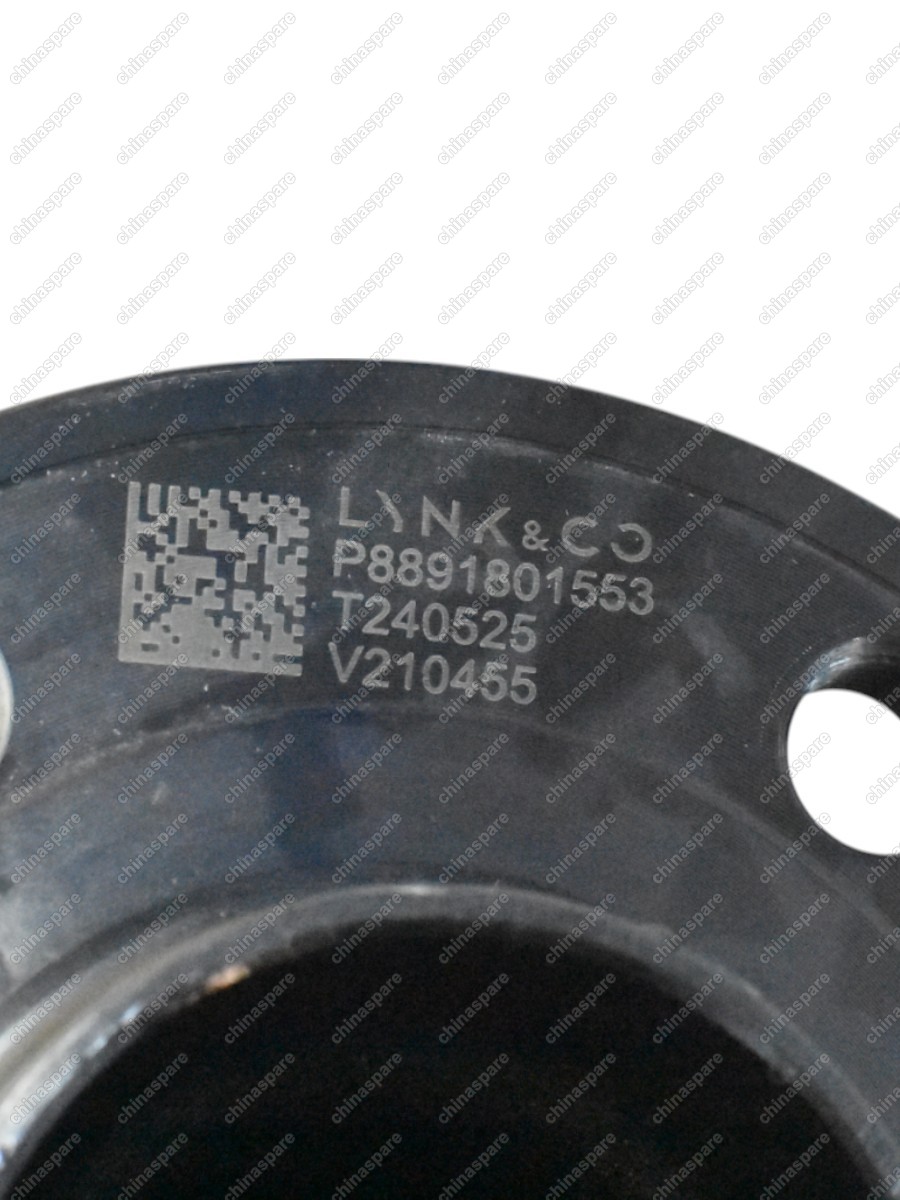 LYNK & CO
P8891801553
T240525
V210455
chinaspare